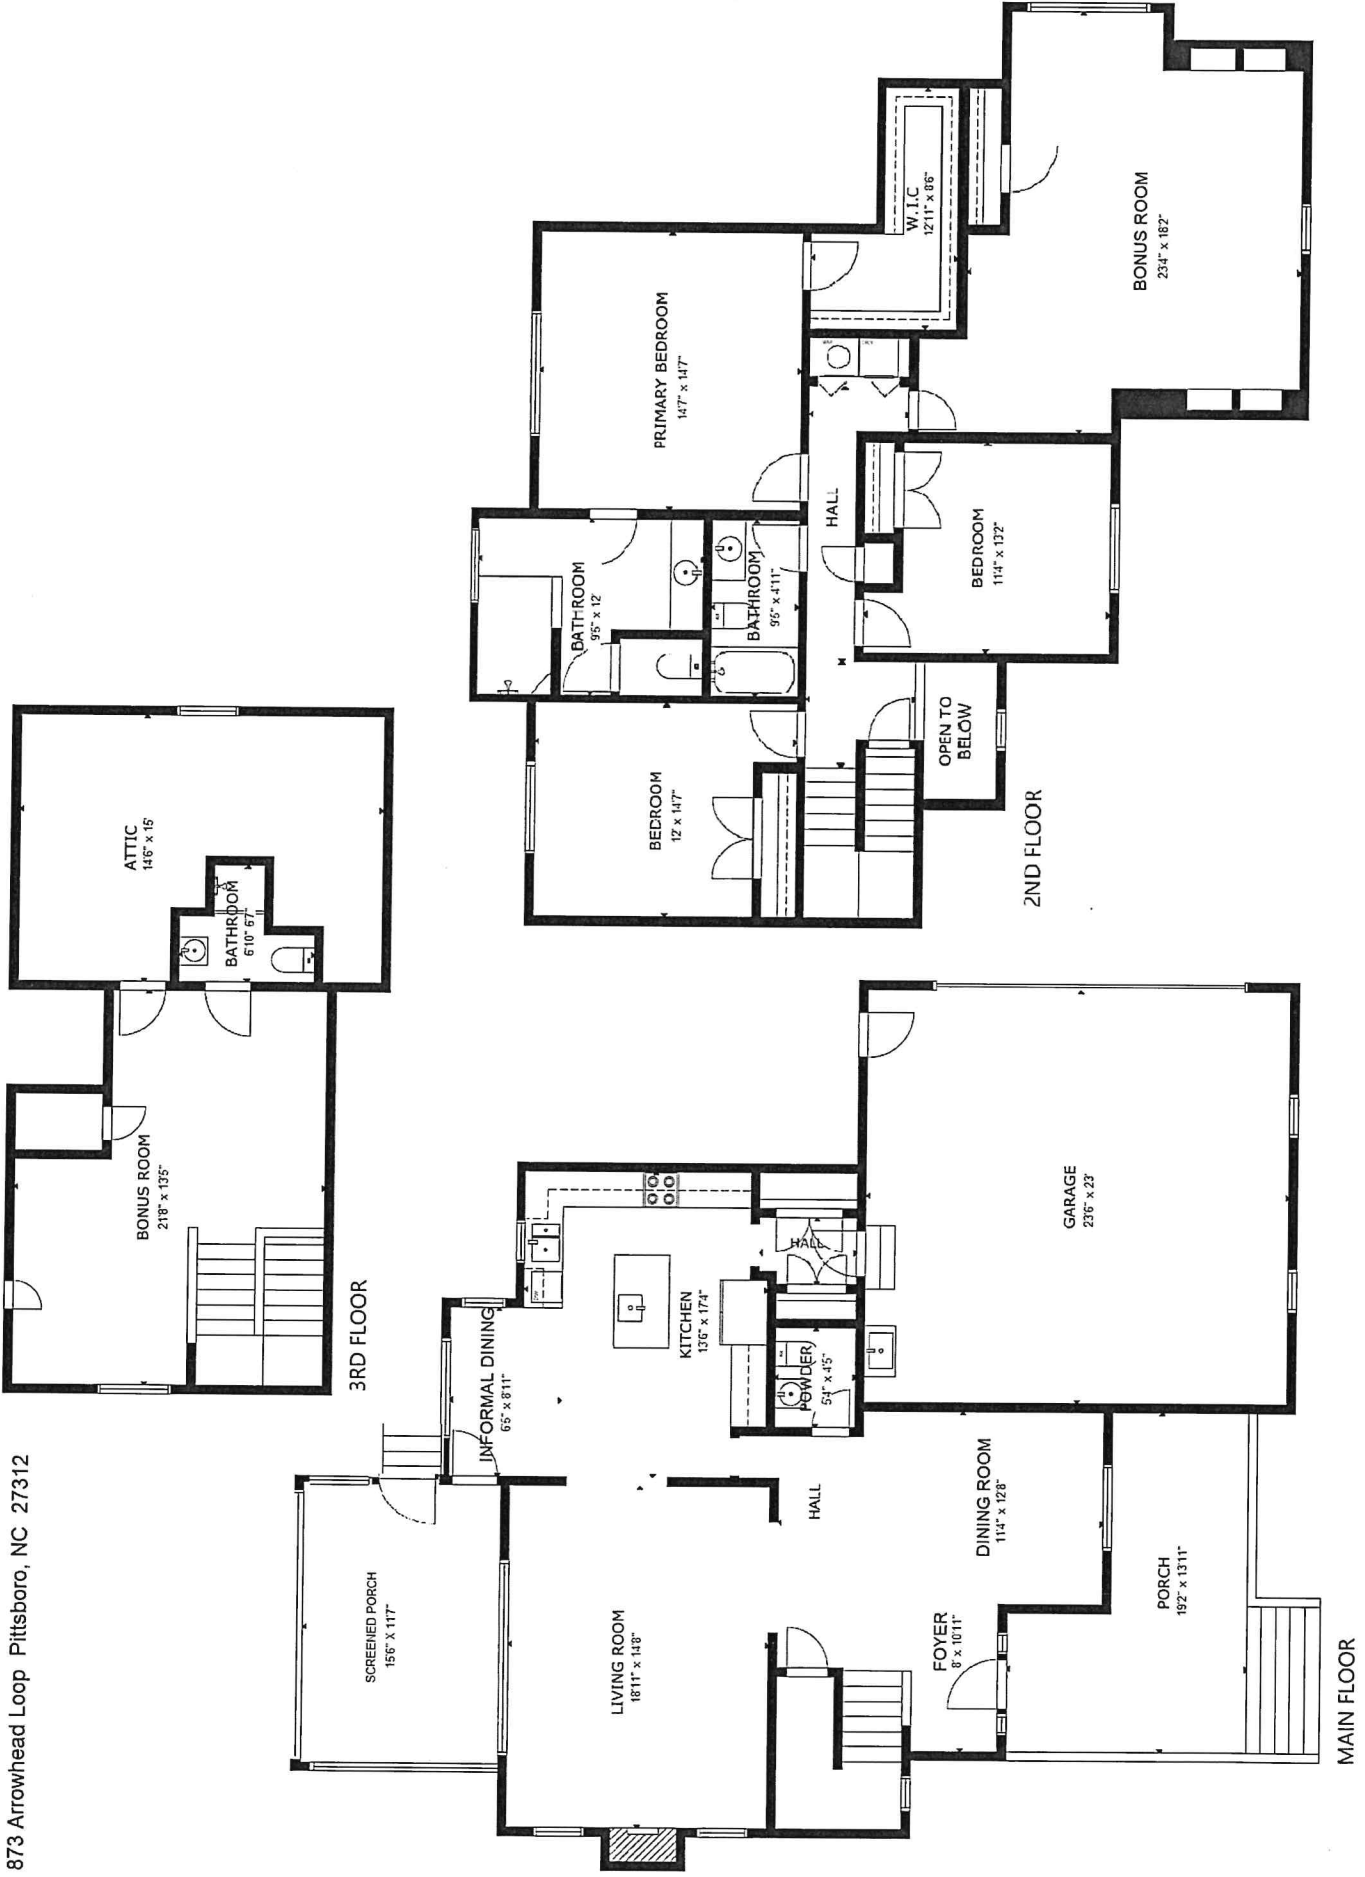 873 Arrowhead Loop Pittsboro, NC 27312
ATTIC
14'6" x 15'
BATHROOM
6'10" 6'7"
BONUS ROOM
21'8" x 13'5"
3RD FLOOR
PRIMARY BEDROOM
14'7" x 14'7"
W.I.C
12'11" x 8'6"
BONUS ROOM
23'4" x 18'2"
BATHROOM
9'5" x 12'
BATHROOM
9'5" x 4'11"
HALL
BEDROOM
11'4" x 13'2"
BEDROOM
12' x 14'7"
OPEN TO
BELOW
2ND FLOOR
SCREENED PORCH
15'6" X 11'7"
INFORMAL DINING
6'5" x 8'11"
KITCHEN
13'6" x 17'4"
HALL
POWDER
5'4" x 4'5"
GARAGE
23'6" x 23'
LIVING ROOM
18'11" x 14'8"
HALL
DINING ROOM
11'4" x 12'8"
FOYER
8' x 10'11"
PORCH
19'2" x 13'11"
MAIN FLOOR